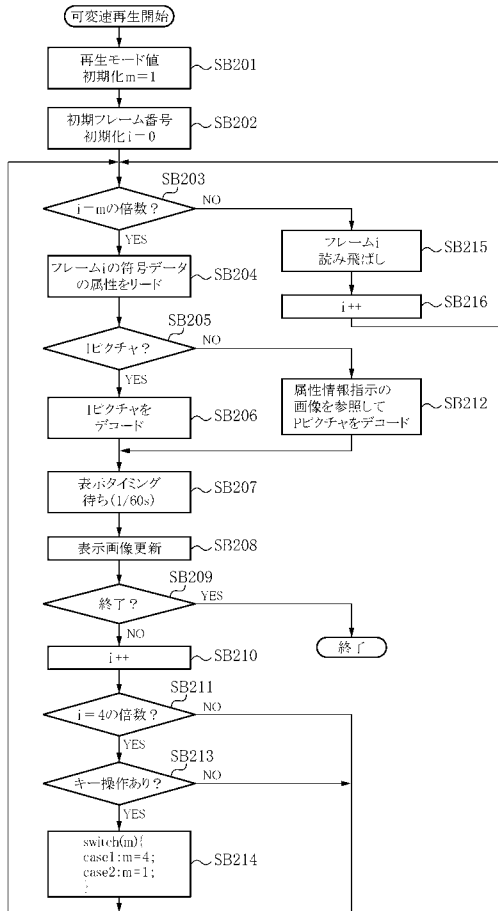 可変速再生開始
再生モード値
初期化m=1
SB201
初期フレーム番号
初期化i=0
SB202
SB203
i=mの倍数?
NO
YES
フレームi
読み飛ばし
SB215
フレームiの符号データ
の属性をリード
SB204
i++
SB216
SB205
Iピクチャ?
NO
YES
Iピクチャを
デコード
SB206
属性情報指示の
画像を参照して
Pピクチャをデコード
SB212
表示タイミング
待ち(1/60s)
SB207
表示画像更新
SB208
SB209
終了?
YES
NO
終了
i++
SB210
SB211
i=4の倍数?
NO
YES
SB213
キー操作あり?
NO
YES
switch(m){
case1:m=4;
case2:m=1;
}
SB214